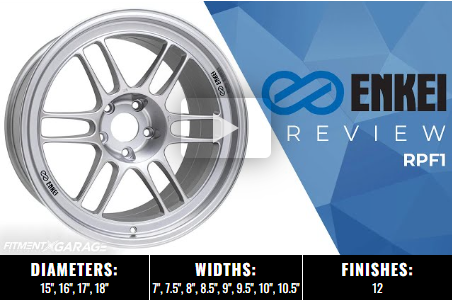 ENKEI
REVIEW
RPF1
ENKEI
ENKEI
FITMENT GARAGE
DIAMETERS:
15", 16", 17", 18"
WIDTHS:
7", 7.5", 8", 8.5", 9", 9.5", 10", 10.5"
FINISHES:
12